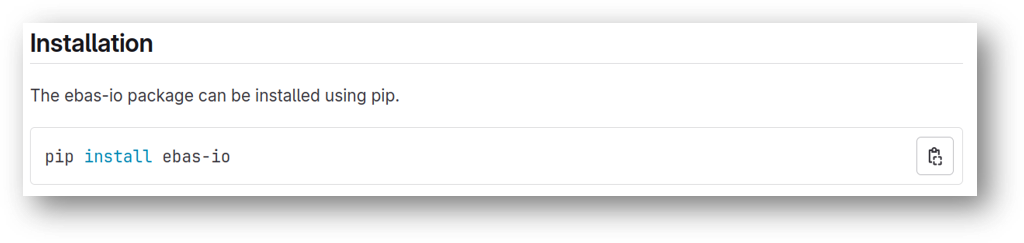 Installation
The ebas-io package can be installed using pip.
pip install ebas-io